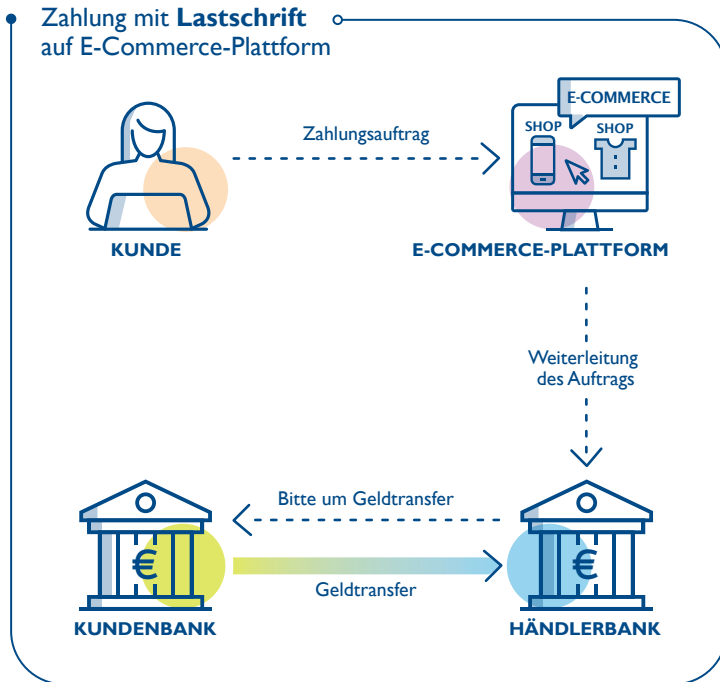 Zahlung mit Lastschrift
auf E-Commerce-Plattform
E-COMMERCE
SHOP
SHOP
Zahlungsauftrag
KUNDE
E-COMMERCE-PLATTFORM
Weiterleitung
des Auftrags
Bitte um Geldtransfer
€
€
Geldtransfer
KUNDENBANK
HÄNDLERBANK